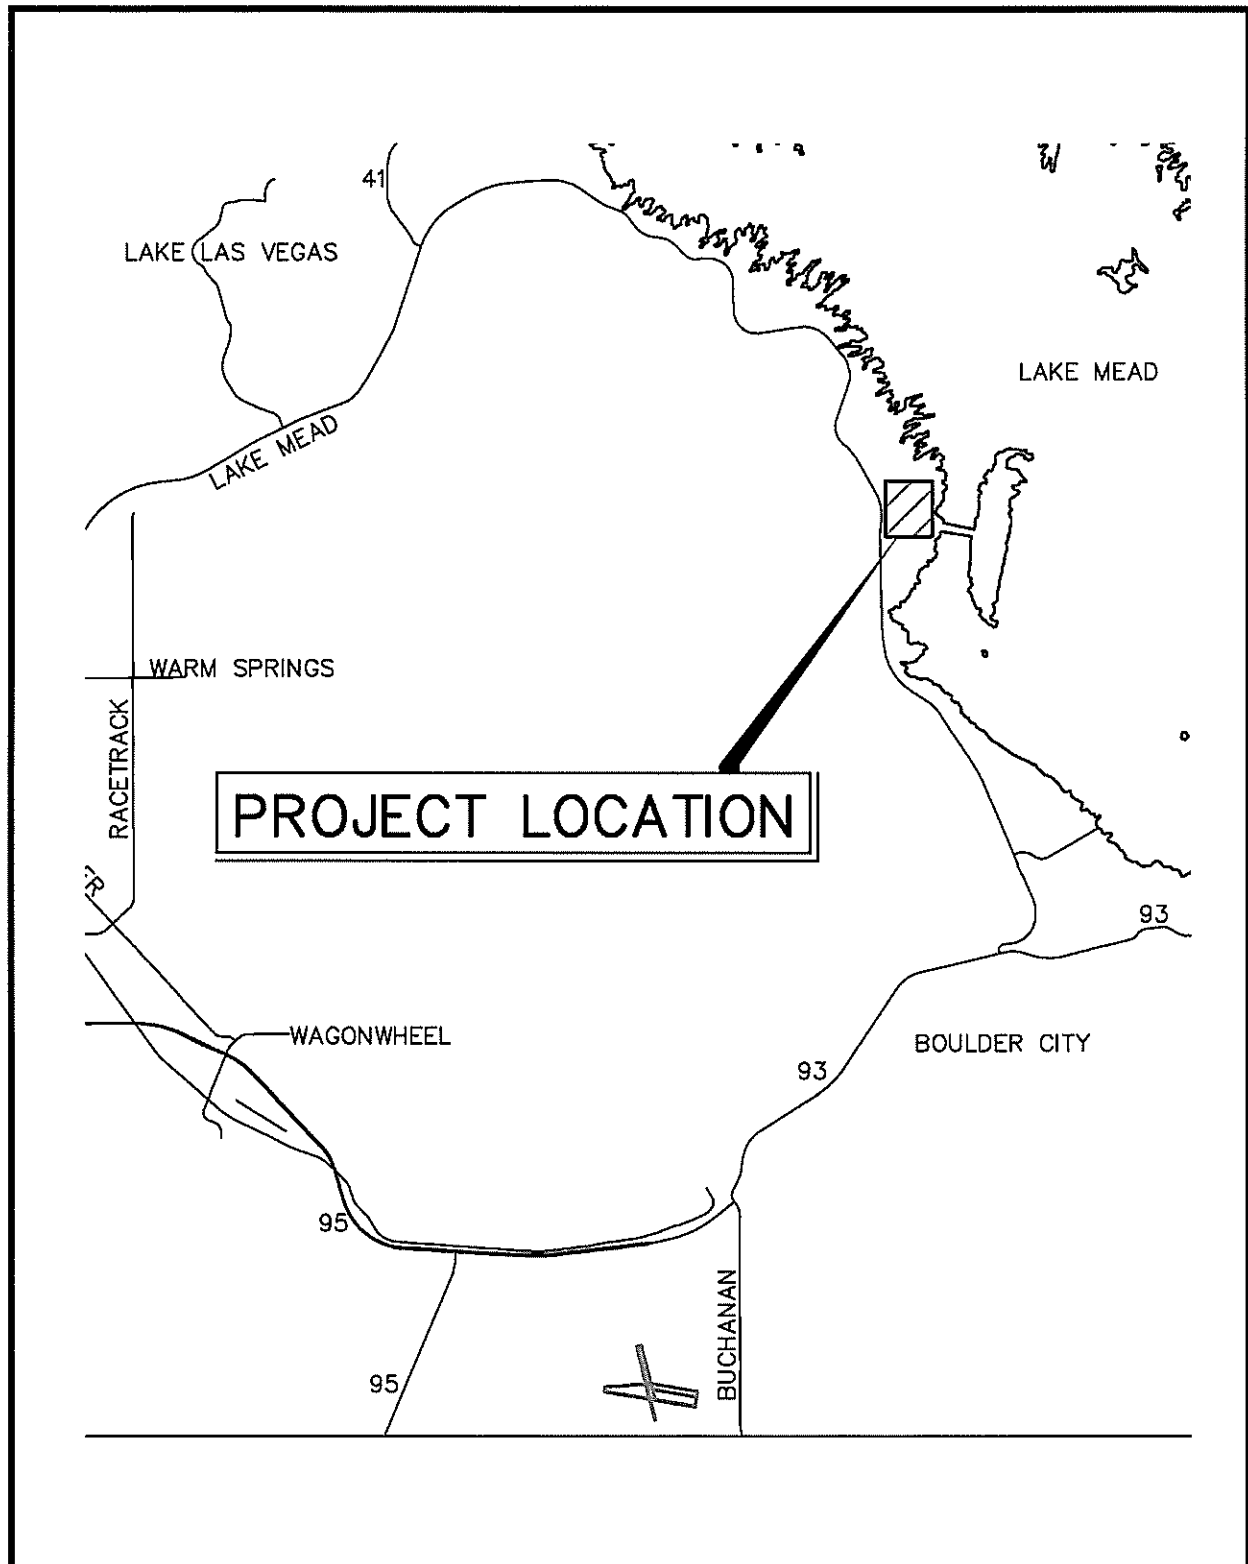 41
LAKE LAS VEGAS
LAKE MEAD
LAKE MEAD
WARM SPRINGS
RACETRACK
PROJECT LOCATION
93
WAGONWHEEL
BOULDER CITY
93
95
BUCHANAN
95